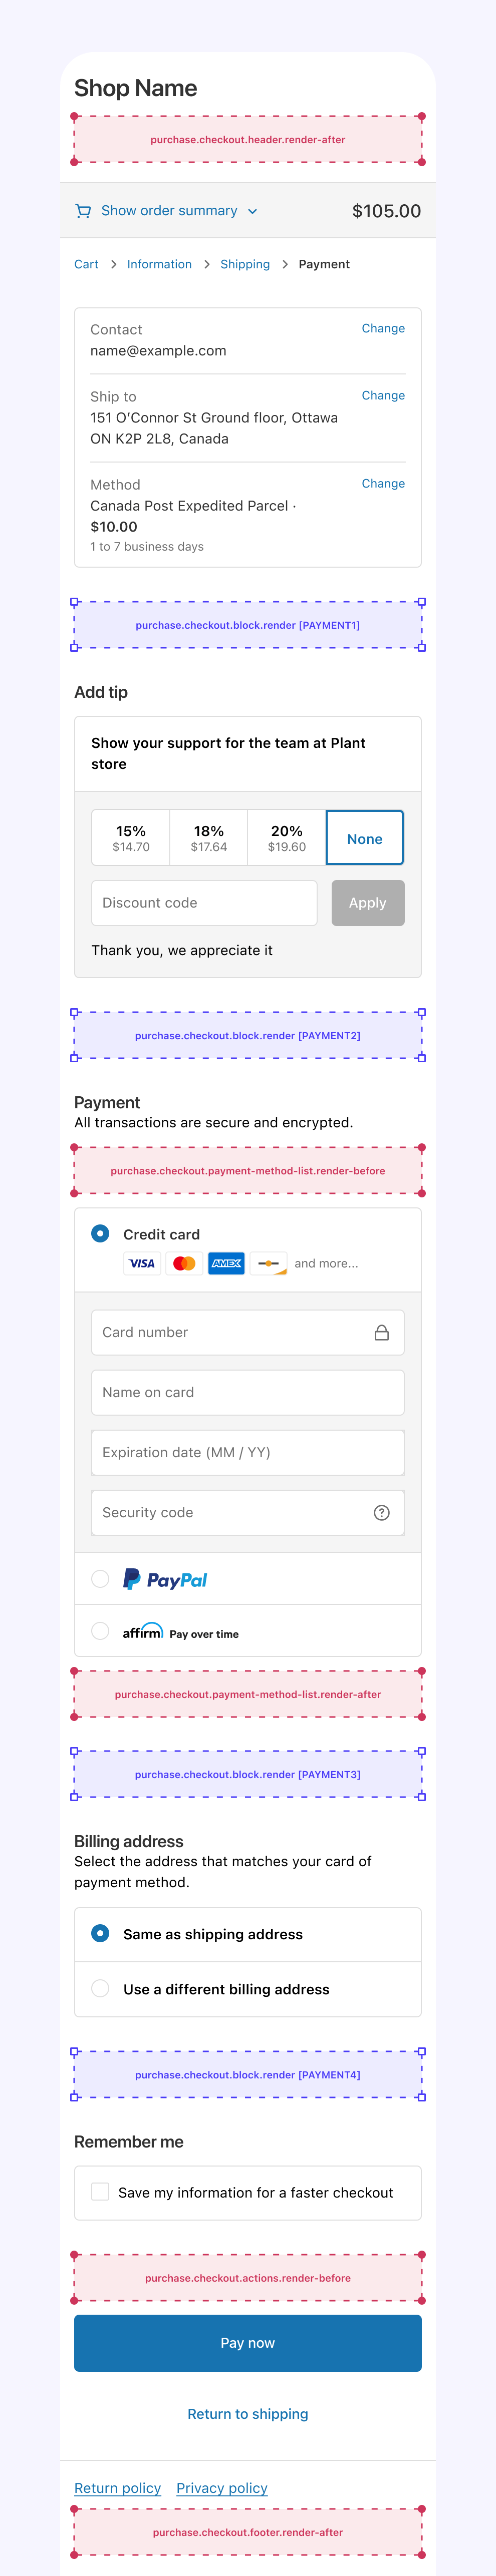 Shop Name
purchase.checkout.header.render-after
Show order summary
$105.00
Cart > Information > Shipping > Payment
Contact
Change
name@example.com
Ship to
Change
151 O'Connor St Ground floor, Ottawa
ON K2P 2L8, Canada
Method
Change
Canada Post Expedited Parcel ·
$10.00
1 to 7 business days
purchase.checkout.block.render [PAYMENT1]
Add tip
Show your support for the team at Plant
store
15% 18% 20% None
$14.70 $17.64 $19.60
Discount code Apply
Thank you, we appreciate it
purchase.checkout.block.render [PAYMENT2]
Payment
All transactions are secure and encrypted.
purchase.checkout.payment-method-list.render-before
Credit card
VISA AMEX and more...
Card number
Name on card
Expiration date (MM / YY)
Security code
PayPal
affirm Pay over time
purchase.checkout.payment-method-list.render-after
purchase.checkout.block.render [PAYMENT3]
Billing address
Select the address that matches your card of
payment method.
Same as shipping address
Use a different billing address
purchase.checkout.block.render [PAYMENT4]
Remember me
Save my information for a faster checkout
purchase.checkout.actions.render-before
Pay now
Return to shipping
Return policy Privacy policy
purchase.checkout.footer.render-after